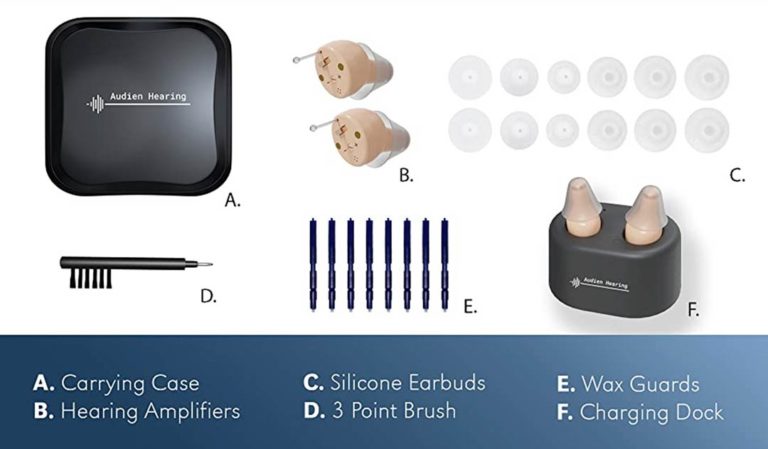 Audien Hearing
A.
B.
C.
D.
E.
Audien Hearing
F.
A. Carrying Case
B. Hearing Amplifiers
C. Silicone Earbuds
D. 3 Point Brush
E. Wax Guards
F. Charging Dock